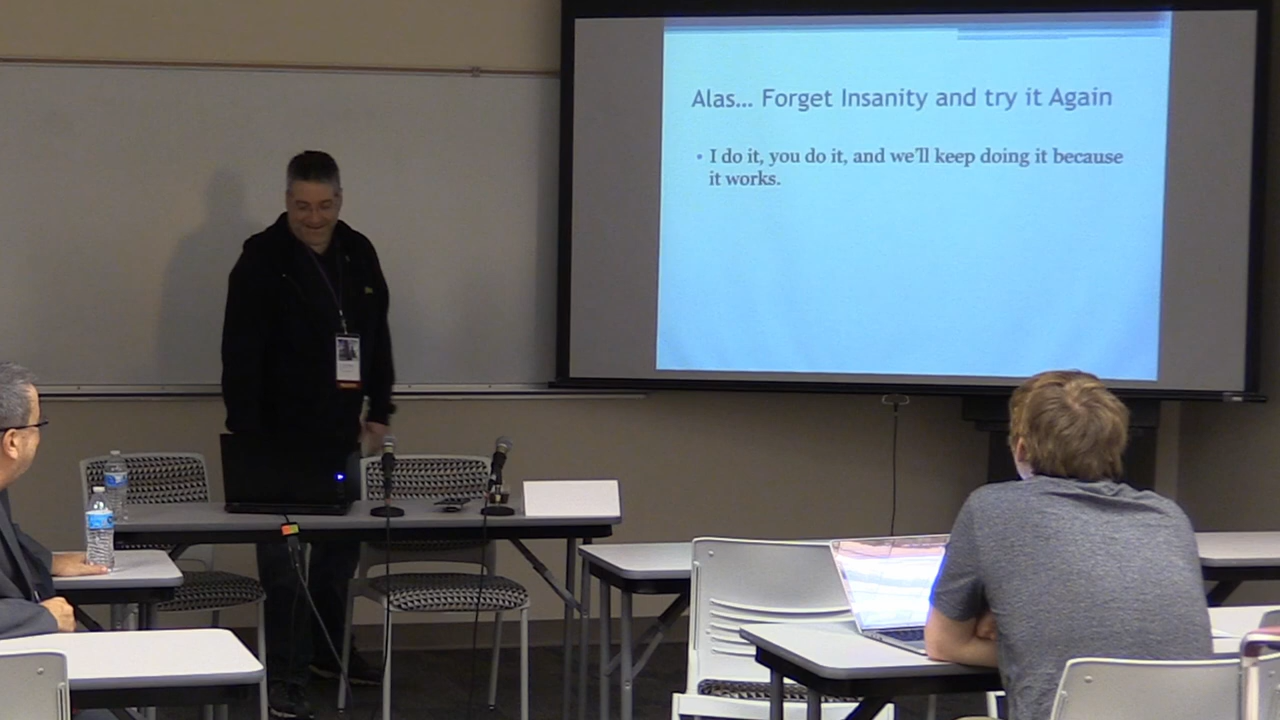 Alas... Forget Insanity and try it Again
• I do it, you do it, and we'll keep doing it because
it works.